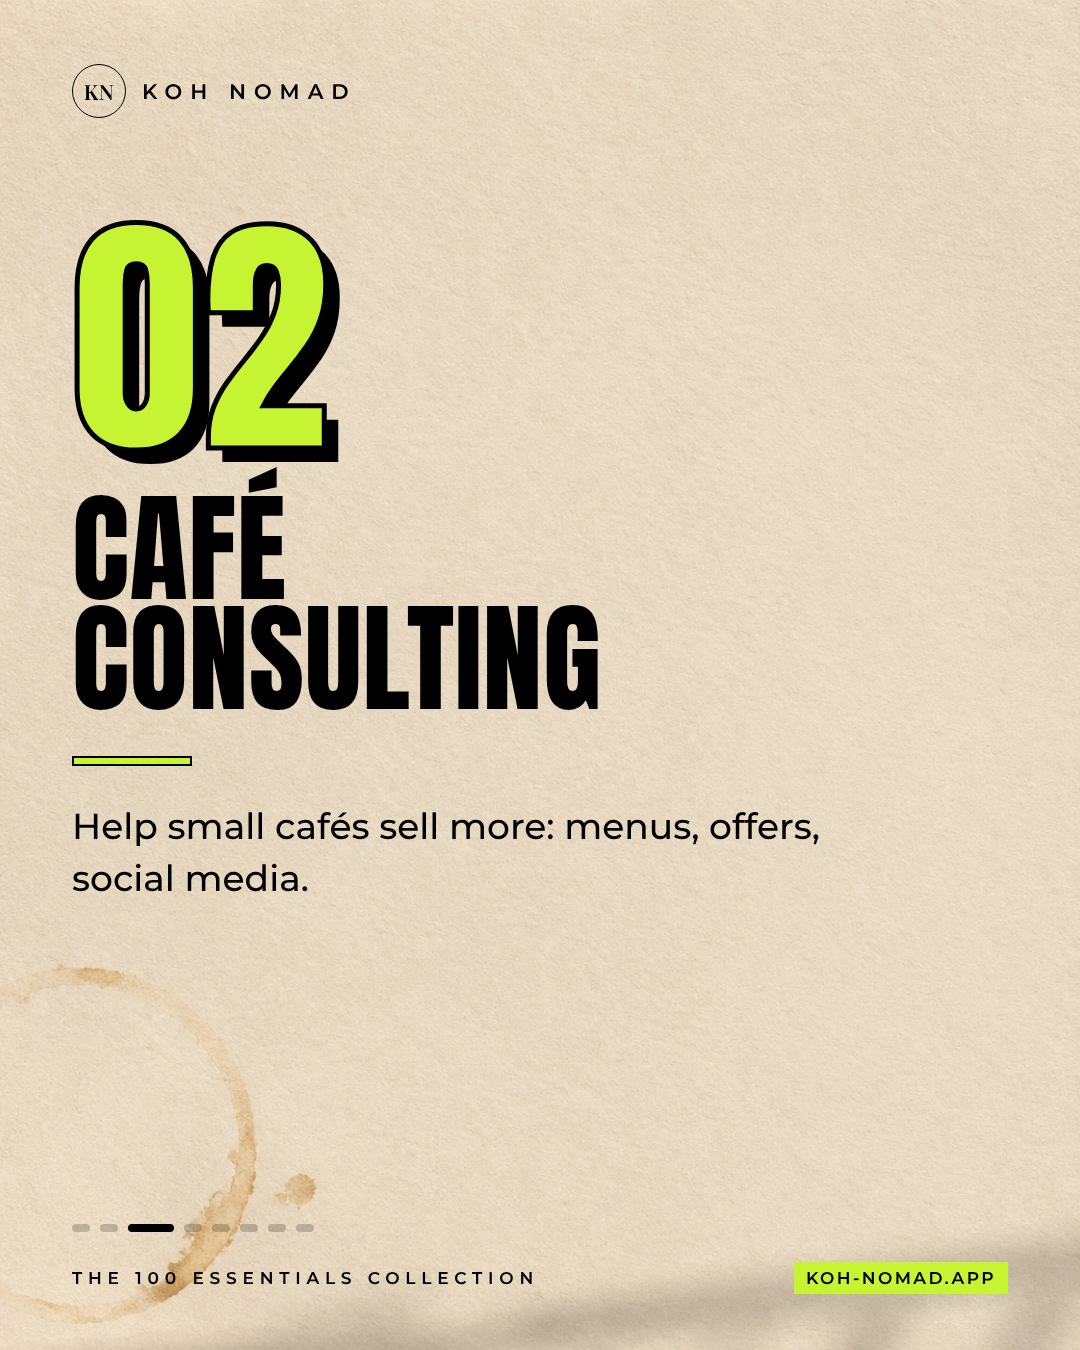 KN KOH NOMAD
02
CAFÉ
CONSULTING
Help small cafés sell more: menus, offers,
social media.
THE 100 ESSENTIALS COLLECTION
KOH-NOMAD.APP